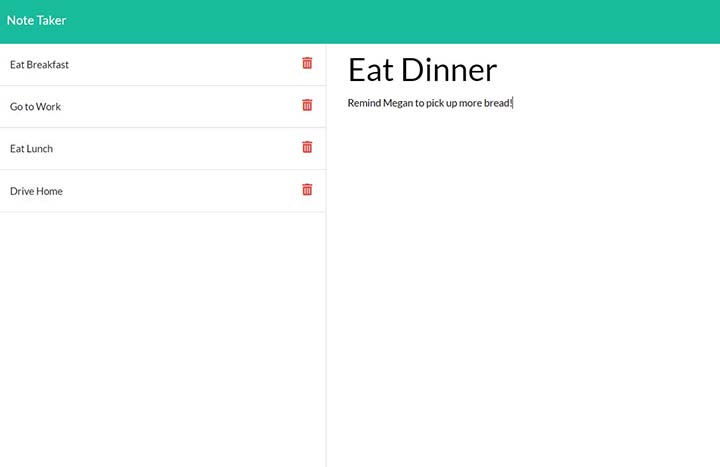 Note Taker
Eat Breakfast
Go to Work
Eat Lunch
Drive Home
Eat Dinner
Remind Megan to pick up more bread!